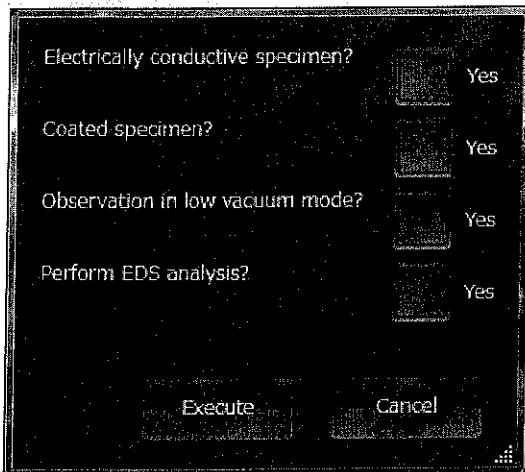 Electrically conductive specimen?
Yes
Coated specimen?
Yes
Observation in low vacuum mode?
Yes
Perform EDS analysis?
Yes
Execute
Cancel